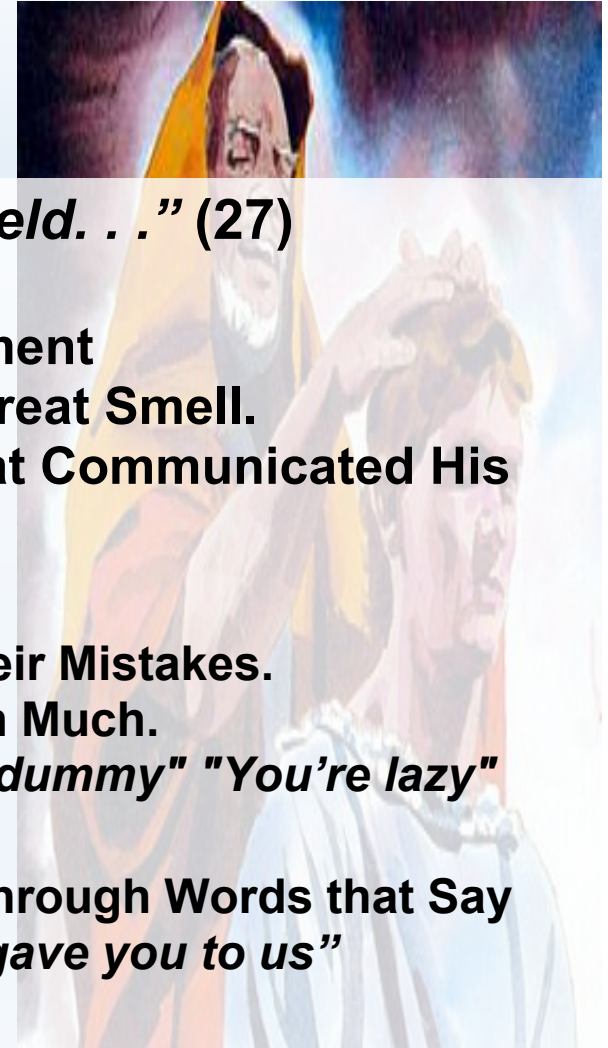 eld. . .” (27)
ment
reat Smell.
at Communicated His
eir Mistakes.
n Much.
dummy" "You’re lazy"
hrough Words that Say
gave you to us”